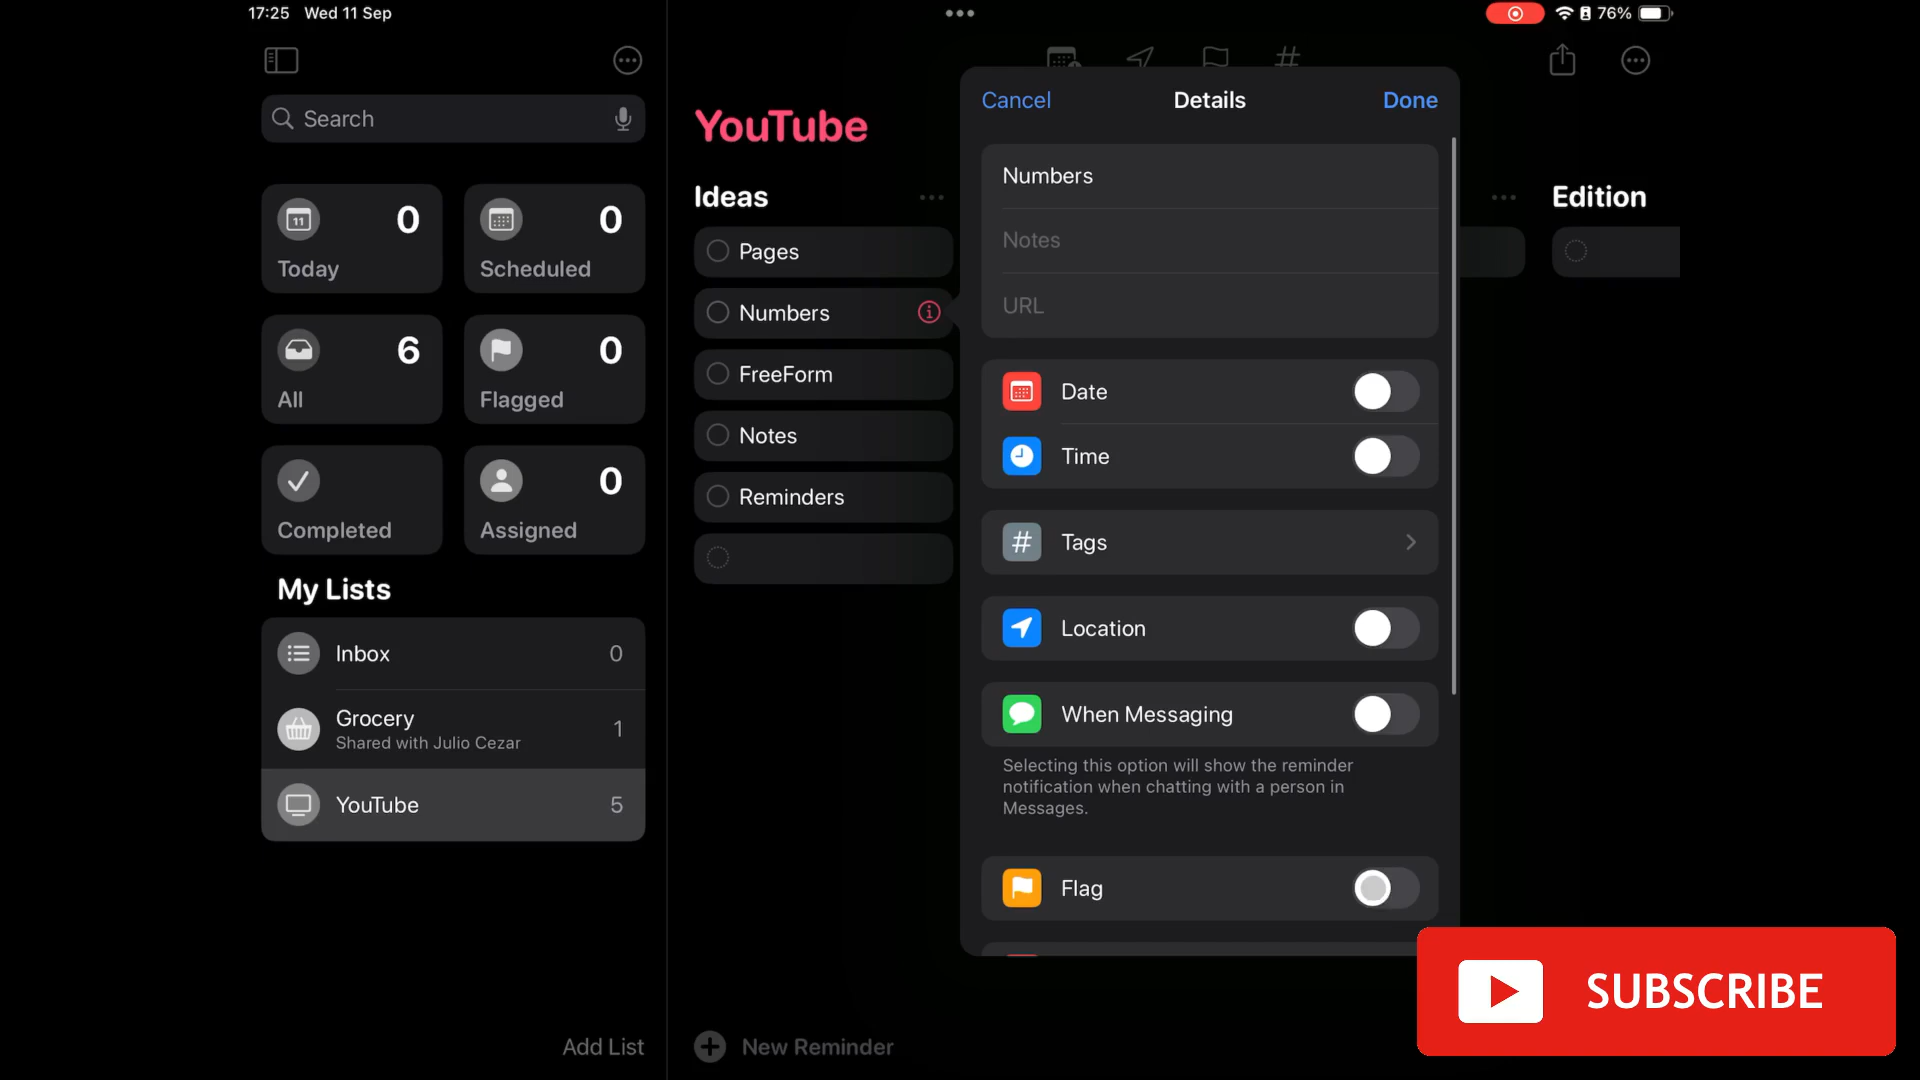 17:25 Wed 11 Sep
76%
Search
11
0
Today
0
Scheduled
6
All
0
Flagged
Completed
0
Assigned
My Lists
Inbox
0
Grocery
Shared with Julio Cezar
1
YouTube
5
Add List
YouTube
Ideas
Pages
Numbers
FreeForm
Notes
Reminders
New Reminder
Edition
Cancel
Details
Done
Numbers
Notes
URL
Date
Time
Tags
Location
When Messaging
Selecting this option will show the reminder
notification when chatting with a person in
Messages.
Flag
SUBSCRIBE